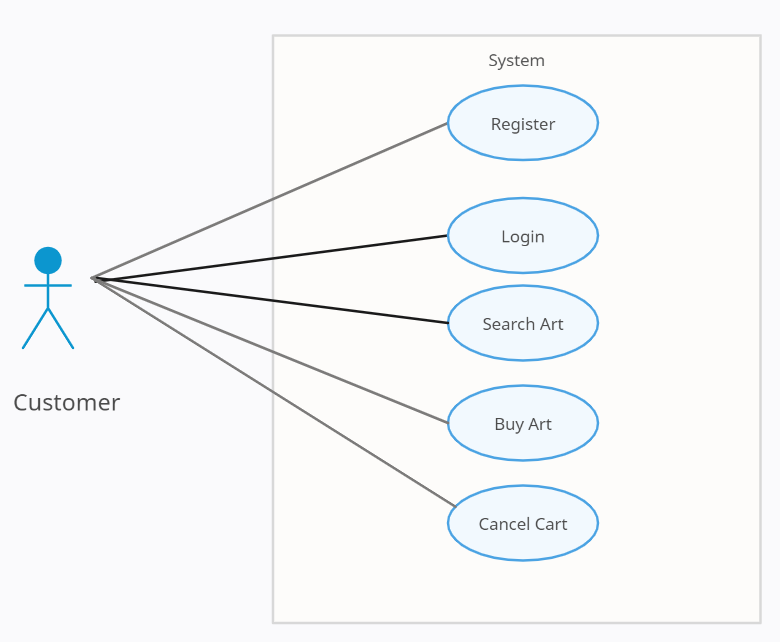 System
Register
Login
Search Art
Buy Art
Cancel Cart
Customer